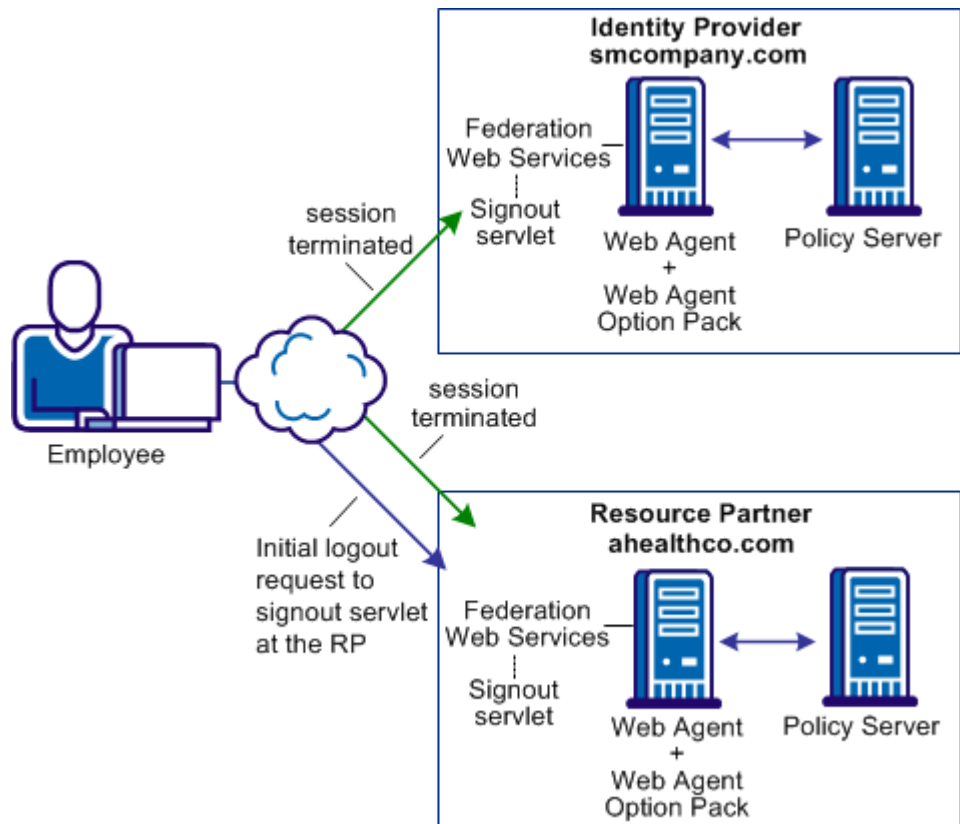 Identity Provider
smcompany.com
Federation
Web Services
Signout
servlet
Web Agent
+
Web Agent
Option Pack
Policy Server
session
terminated
Employee
session
terminated
Initial logout
request to
signout servlet
at the RP
Resource Partner
ahealthco.com
Federation
Web Services
Signout
servlet
Web Agent
+
Web Agent
Option Pack
Policy Server